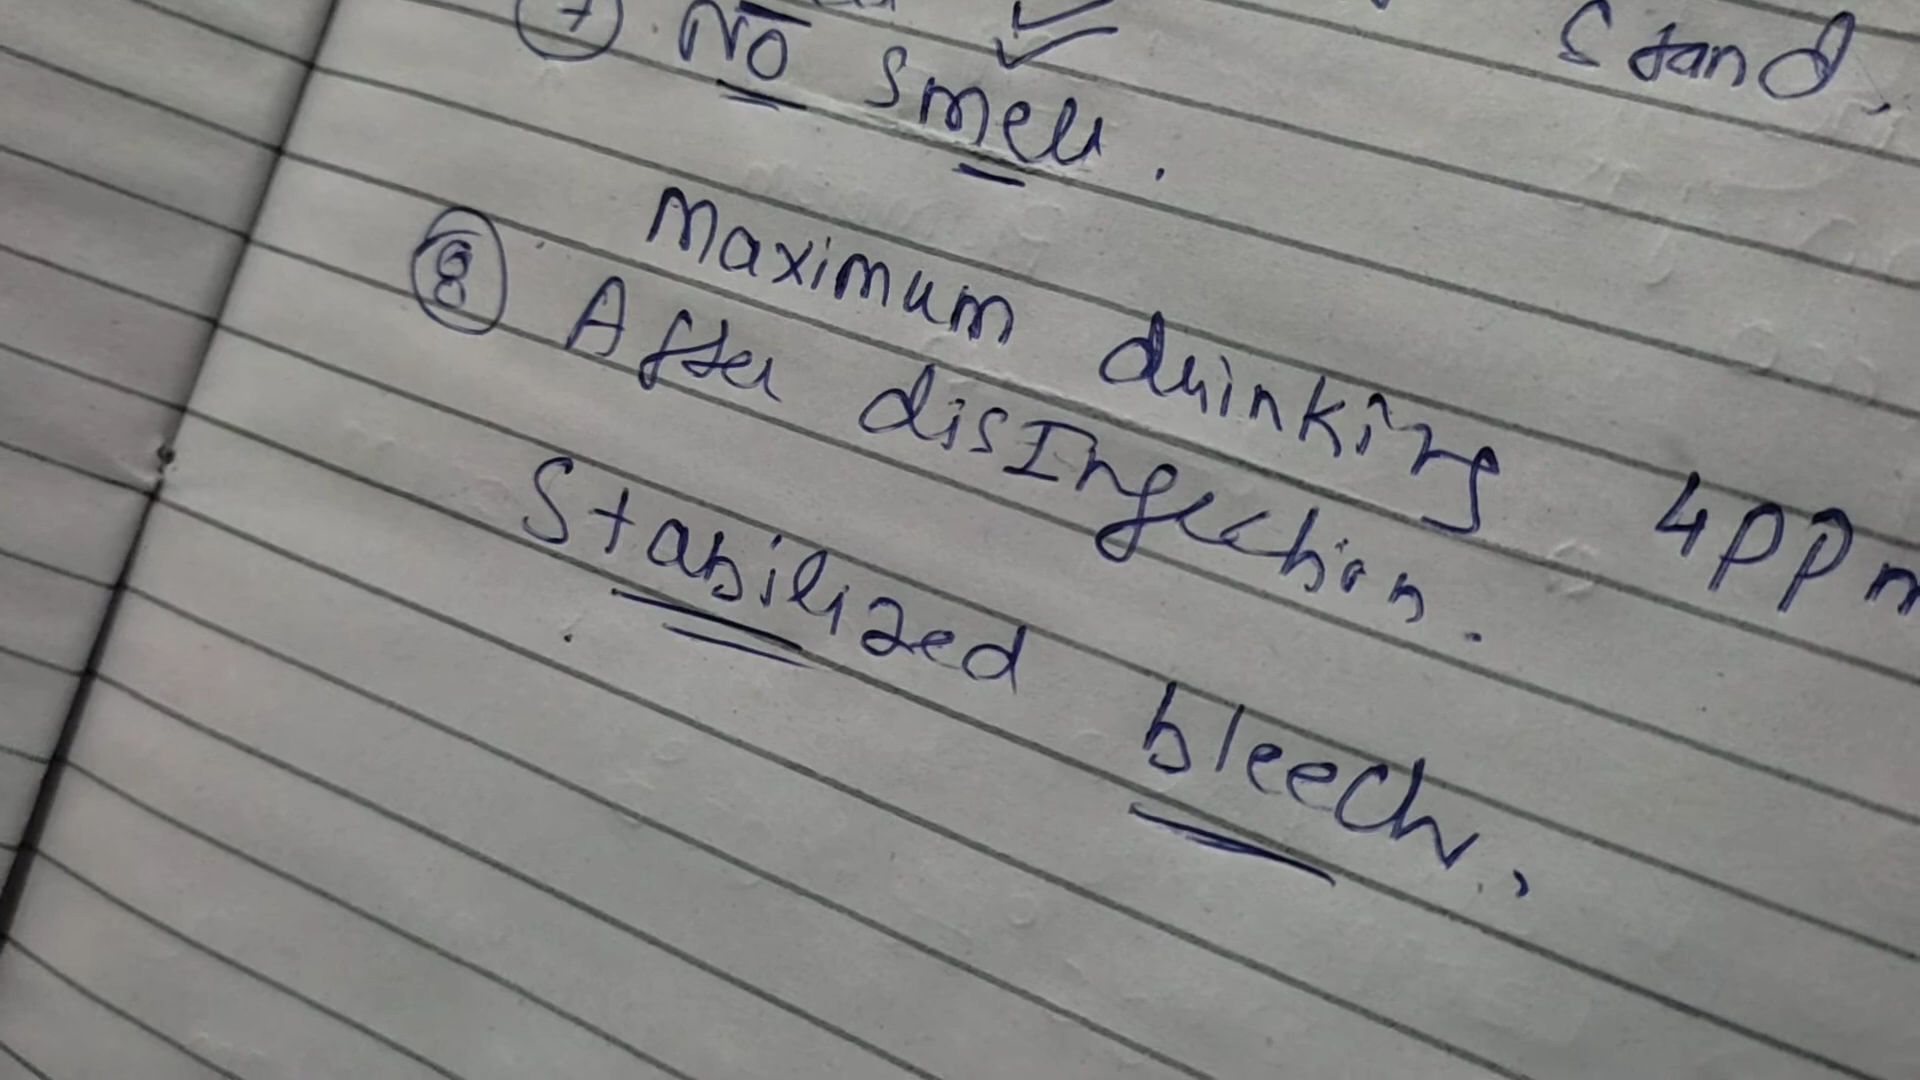 Stand.
7 No smell.
Maximum drinking 4PPm
8 After disInfection.
Stabilized bleech.